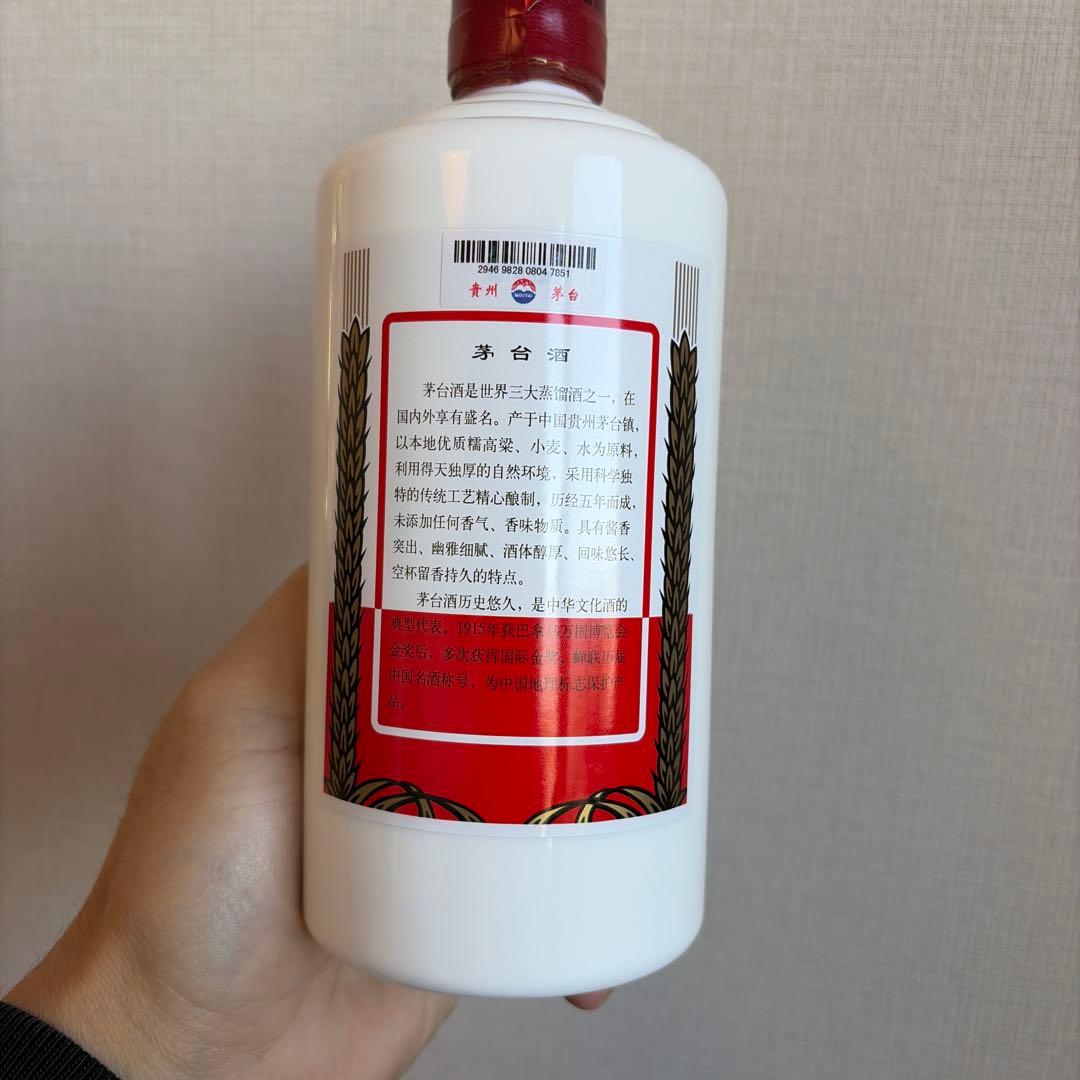 2946 9828 0804 7851
貴州 MOUTAI 茅台
茅台酒
茅台酒是世界三大蒸馏酒之一，在
国内外享有盛名。产于中国贵州茅台镇，
以本地优质糯高粱、小麦、水为原料，
利用得天独厚的自然环境，采用科学独
特的传统工艺精心酿制，历经五年而成，
未添加任何香气、香味物质。具有酱香
突出、幽雅细腻、酒体醇厚、回味悠长、
空杯留香持久的特点。
茅台酒历史悠久，是中华文化酒的
典型代表。1915年获巴拿马万国博览会
金奖后，多次获得国际金奖，蝉联历届
中国名酒称号，为中国地理标志保护产
品。